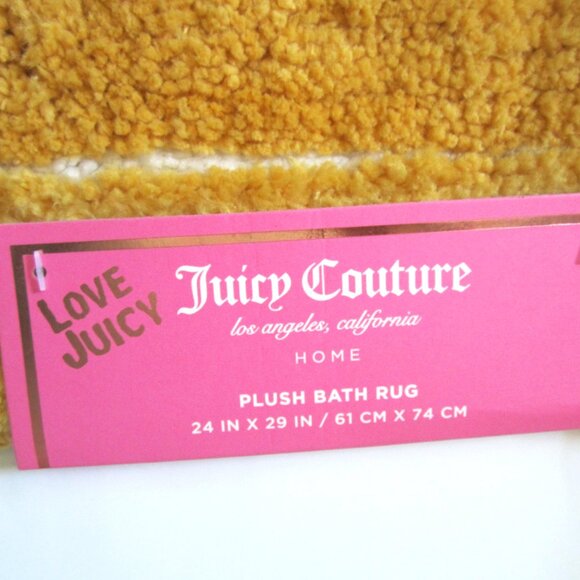 LOVE
JUICY
Juicy Couture
los angeles, california
HOME
PLUSH BATH RUG
24 IN X 29 IN / 61 CM X 74 CM